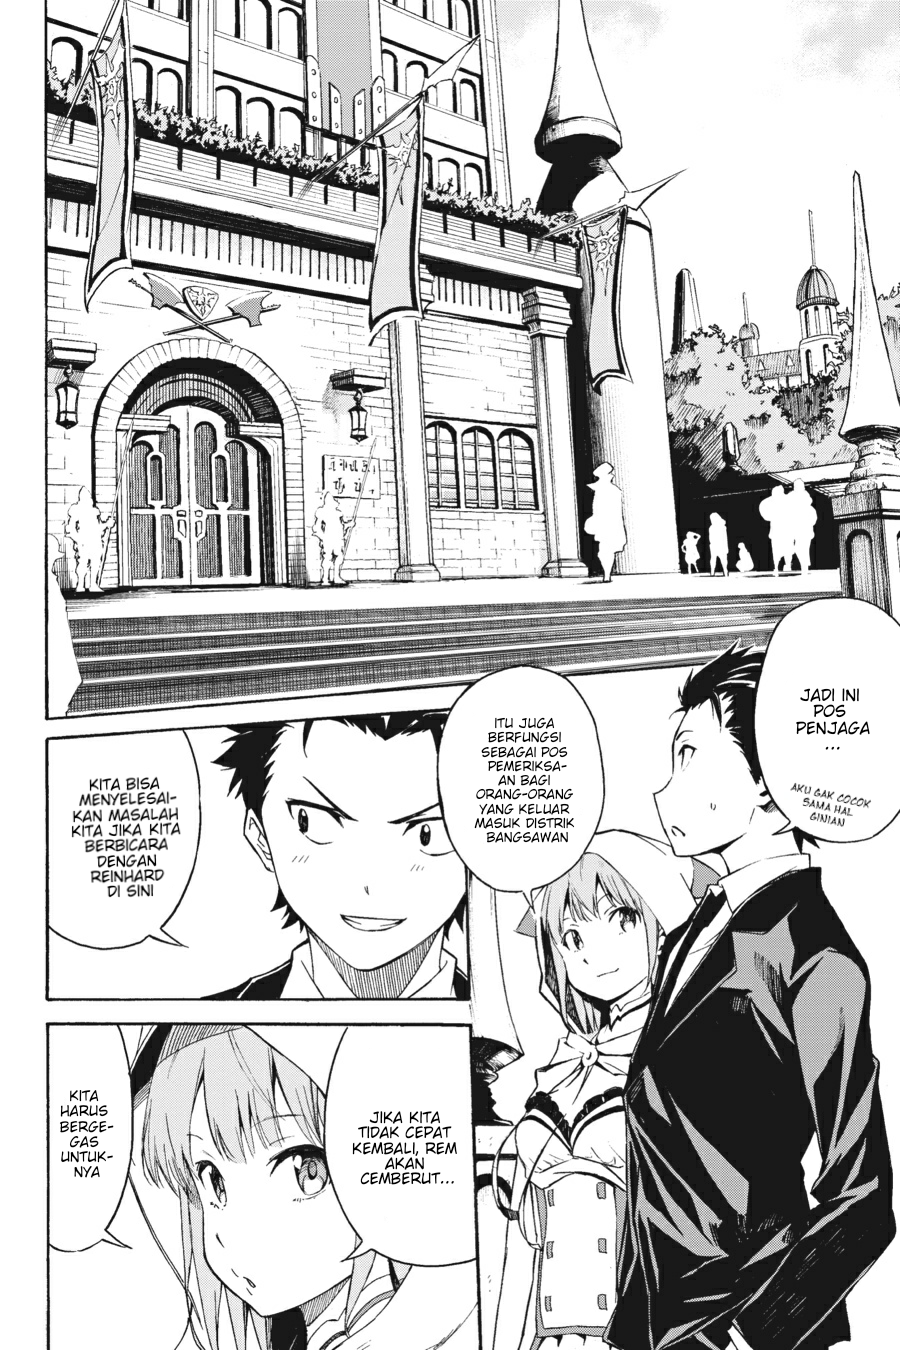 JADI INI
POS
PENJAGA
...
AKU GAK COCOK
SAMA HAL
GINIAN
ITU JUGA
BERFUNGSI
SEBAGAI POS
PEMERIKSA-
AN BAGI
ORANG-ORANG
YANG KELUAR
MASUK DISTRIK
BANGSAWAN
KITA BISA
MENYELESAI-
KAN MASALAH
KITA JIKA KITA
BERBICARA
DENGAN
REINHARD
DI SINI
JIKA KITA
TIDAK CEPAT
KEMBALI, REM
AKAN
CEMBERUT...
KITA
HARUS
BERGE-
GAS
UNTUK-
NYA